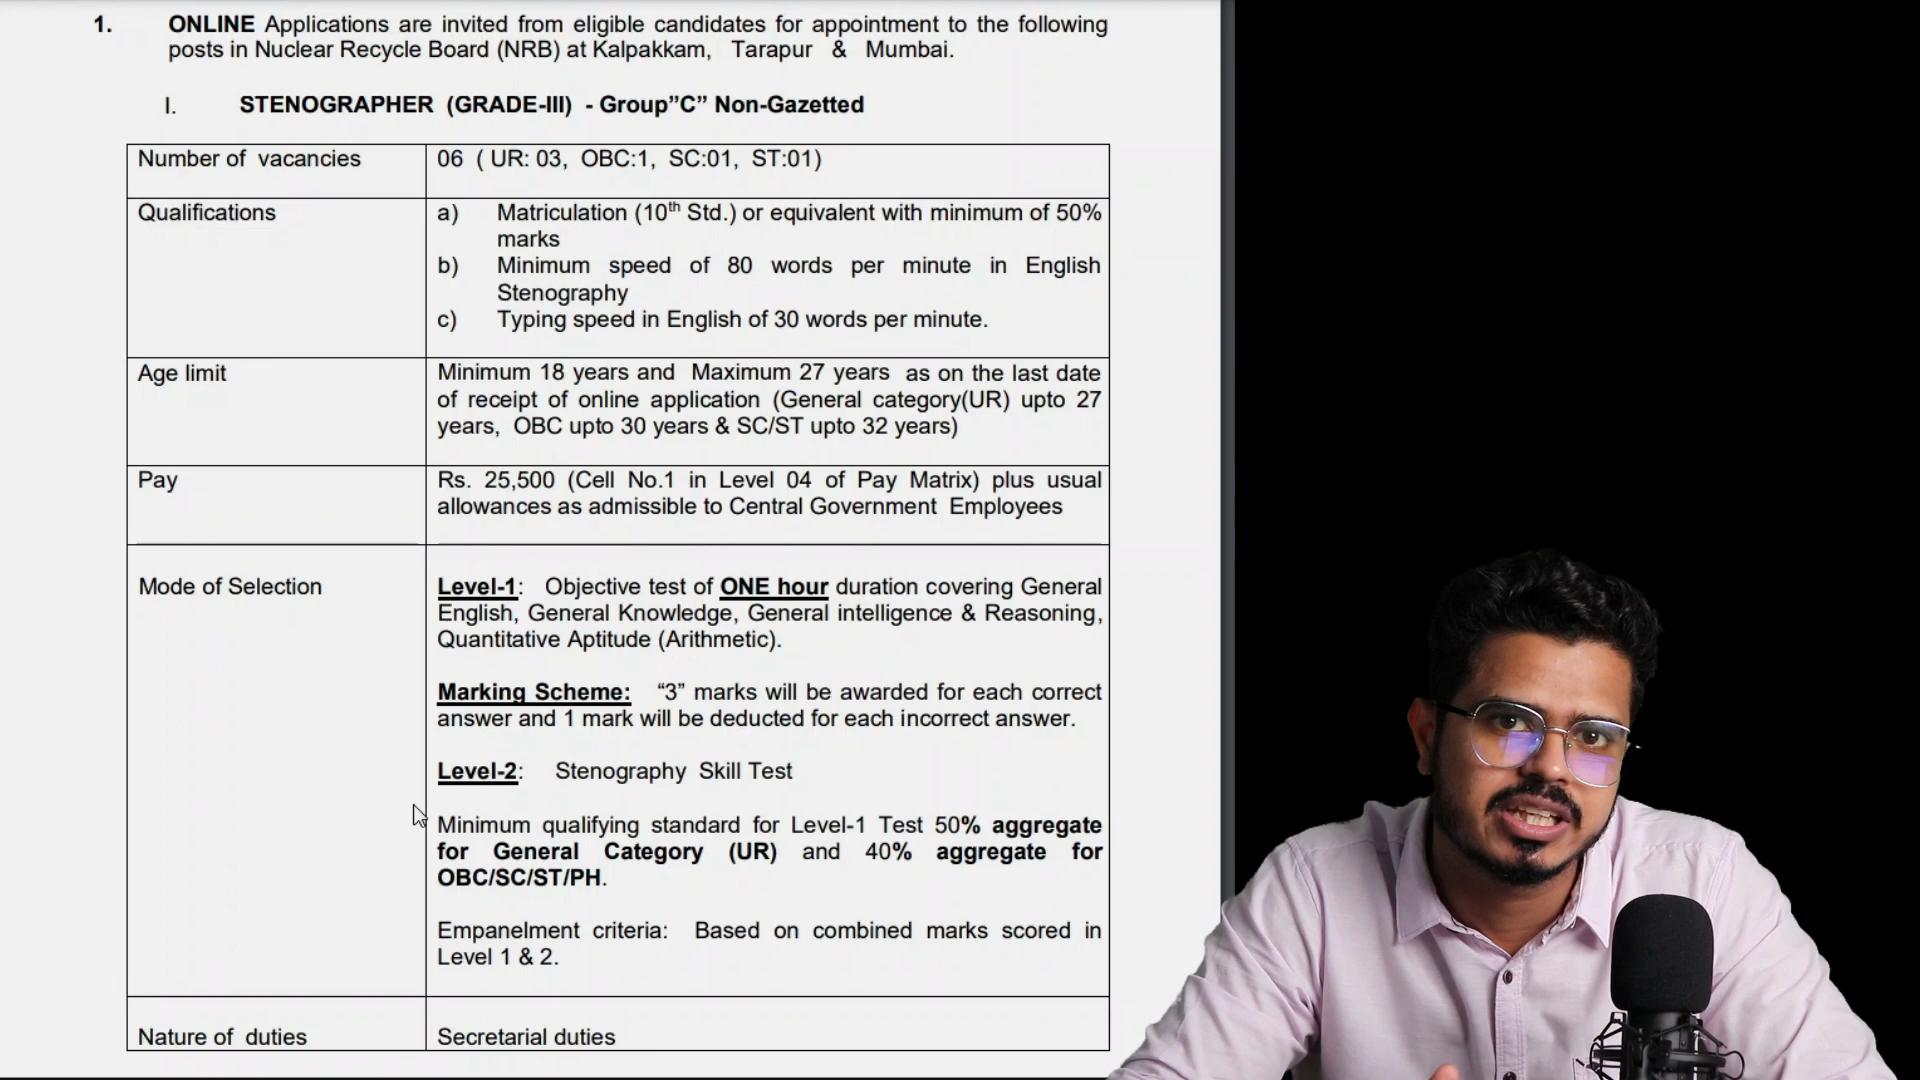 1. ONLINE Applications are invited from eligible candidates for appointment to the following
posts in Nuclear Recycle Board (NRB) at Kalpakkam, Tarapur & Mumbai.
I. STENOGRAPHER (GRADE-III) - Group"C" Non-Gazetted
Number of vacancies
06 ( UR: 03, OBC:1, SC:01, ST:01)
Qualifications
a) Matriculation (10th Std.) or equivalent with minimum of 50%
marks
b) Minimum speed of 80 words per minute in English
Stenography
c) Typing speed in English of 30 words per minute.
Age limit
Minimum 18 years and Maximum 27 years as on the last date
of receipt of online application (General category(UR) upto 27
years, OBC upto 30 years & SC/ST upto 32 years)
Pay
Rs. 25,500 (Cell No.1 in Level 04 of Pay Matrix) plus usual
allowances as admissible to Central Government Employees
Mode of Selection
Level-1: Objective test of ONE hour duration covering General
English, General Knowledge, General intelligence & Reasoning,
Quantitative Aptitude (Arithmetic).
Marking Scheme: “3” marks will be awarded for each correct
answer and 1 mark will be deducted for each incorrect answer.
Level-2: Stenography Skill Test
Minimum qualifying standard for Level-1 Test 50% aggregate
for General Category (UR) and 40% aggregate for
OBC/SC/ST/PH.
Empanelment criteria: Based on combined marks scored in
Level 1 & 2.
Nature of duties
Secretarial duties